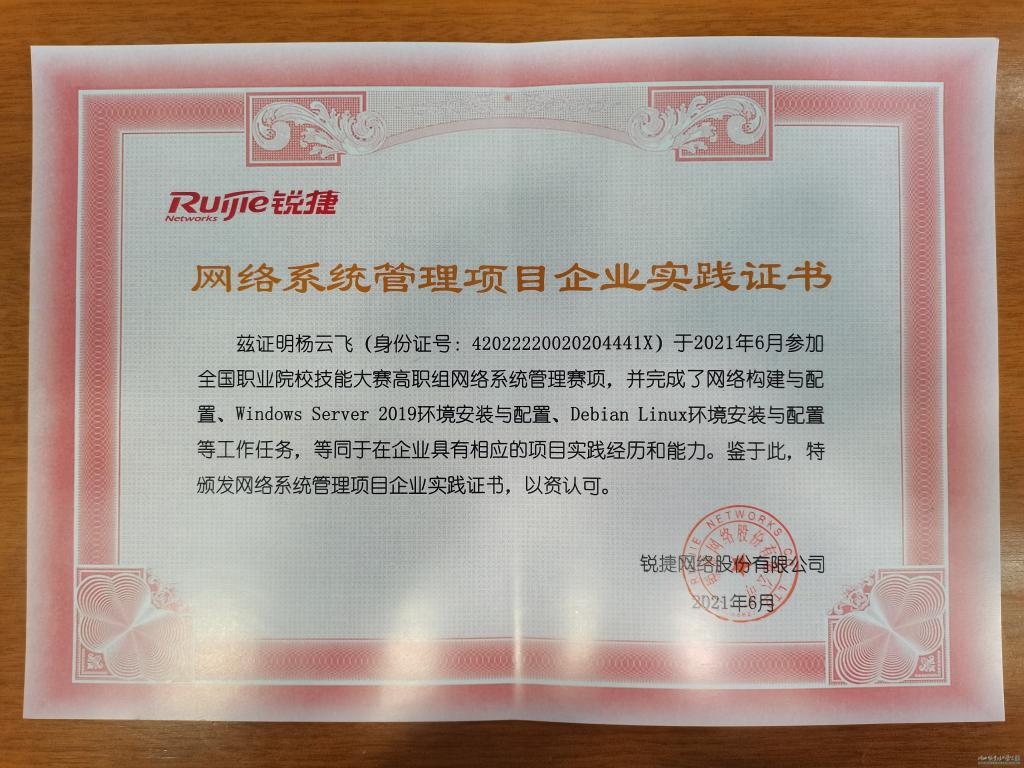 Ruijie锐捷
Networks
网络系统管理项目企业实践证书
兹证明杨云飞（身份证号：42022220020204441X）于2021年6月参加
全国职业院校技能大赛高职组网络系统管理赛项，并完成了网络构建与配
置、Windows Server 2019环境安装与配置、Debian Linux环境安装与配置
等工作任务，等同于在企业具有相应的项目实践经历和能力。鉴于此，特
颁发网络系统管理项目企业实践证书，以资认可。
锐捷网络股份有限公司
2021年6月
RUIJIE NETWORKS